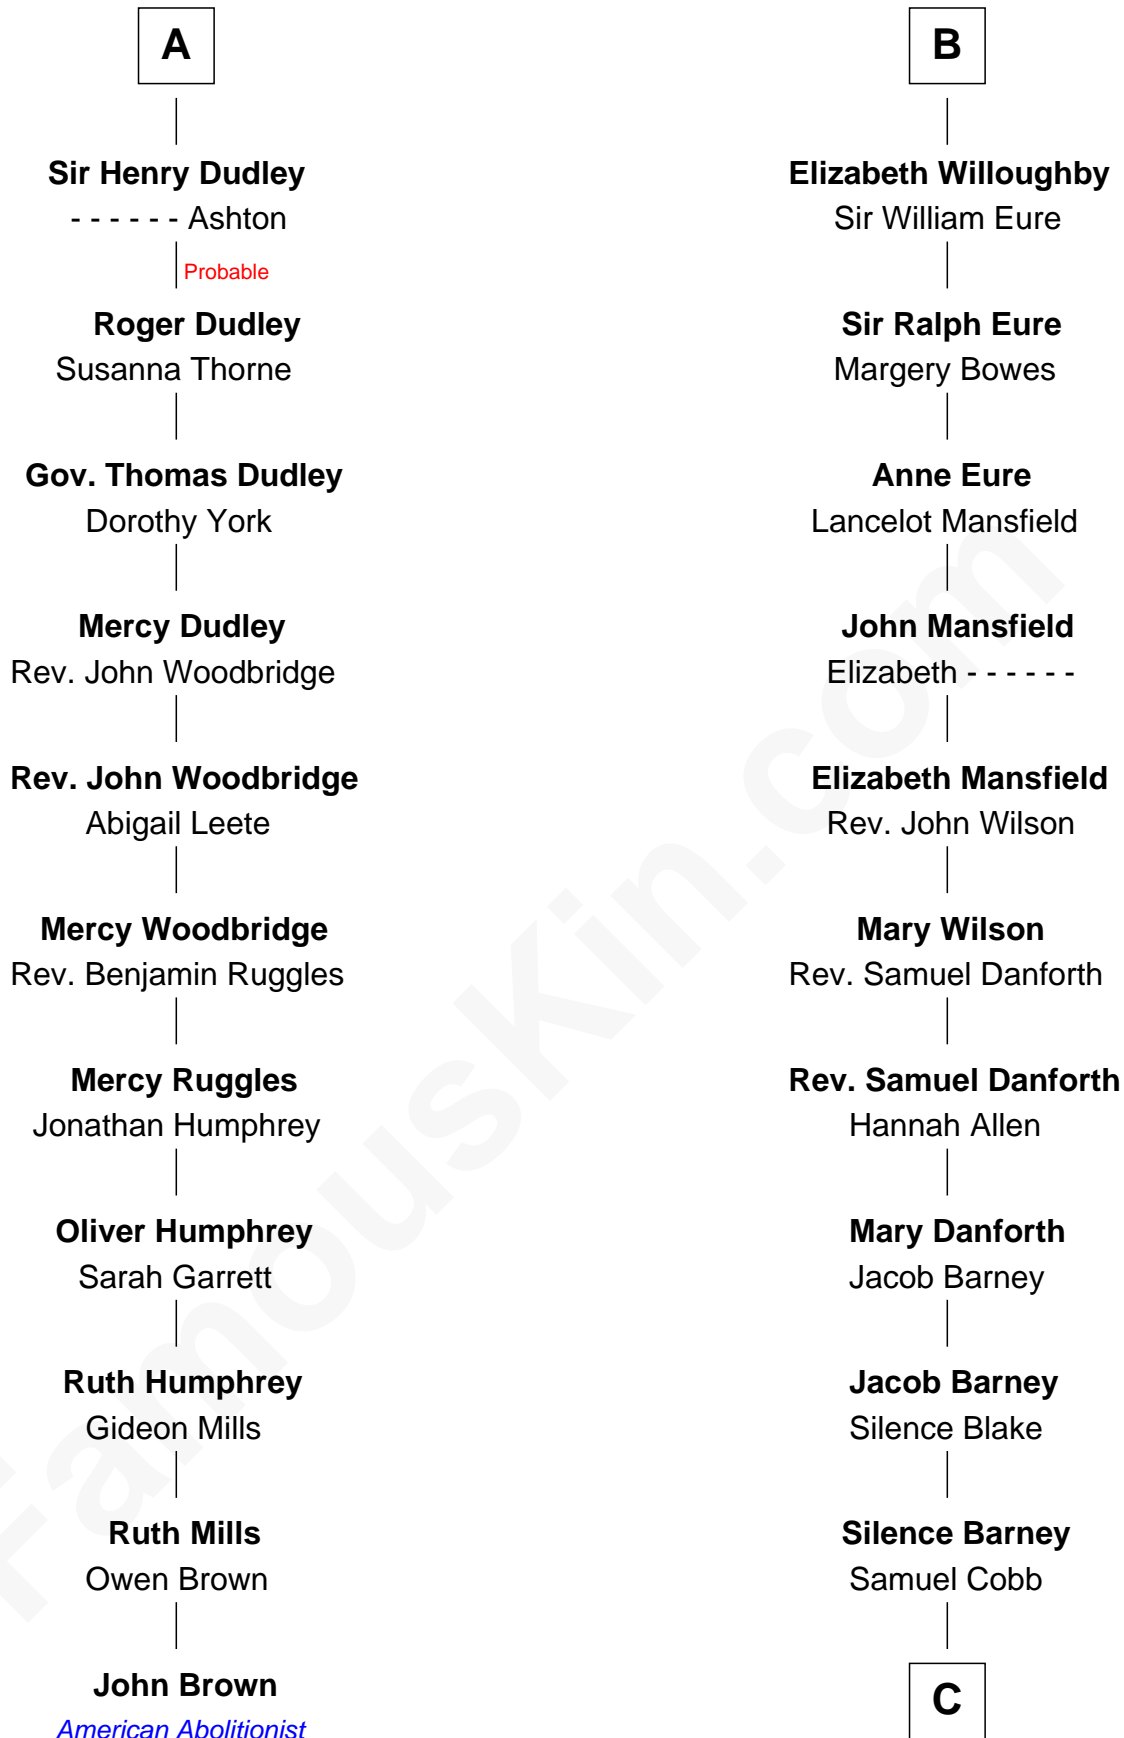 A
Sir Henry Dudley
- - - - - - Ashton
Probable
Roger Dudley
Susanna Thorne
Gov. Thomas Dudley
Dorothy York
Mercy Dudley
Rev. John Woodbridge
Rev. John Woodbridge
Abigail Leete
Mercy Woodbridge
Rev. Benjamin Ruggles
Mercy Ruggles
Jonathan Humphrey
Oliver Humphrey
Sarah Garrett
Ruth Humphrey
Gideon Mills
Ruth Mills
Owen Brown
John Brown
American Abolitionist
B
Elizabeth Willoughby
Sir William Eure
Sir Ralph Eure
Margery Bowes
Anne Eure
Lancelot Mansfield
John Mansfield
Elizabeth - - - - - -
Elizabeth Mansfield
Rev. John Wilson
Mary Wilson
Rev. Samuel Danforth
Rev. Samuel Danforth
Hannah Allen
Mary Danforth
Jacob Barney
Jacob Barney
Silence Blake
Silence Barney
Samuel Cobb
C
FamousKin.com